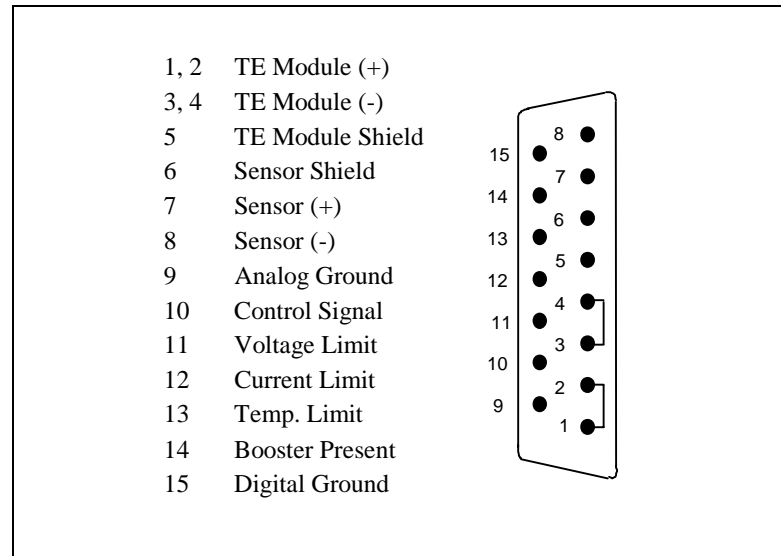 1, 2 TE Module (+)
3, 4 TE Module (-)
5 TE Module Shield
6 Sensor Shield
7 Sensor (+)
8 Sensor (-)
9 Analog Ground
10 Control Signal
11 Voltage Limit
12 Current Limit
13 Temp. Limit
14 Booster Present
15 Digital Ground
8
15
7
14
6
13
5
12
4
11
3
10
2
9
1